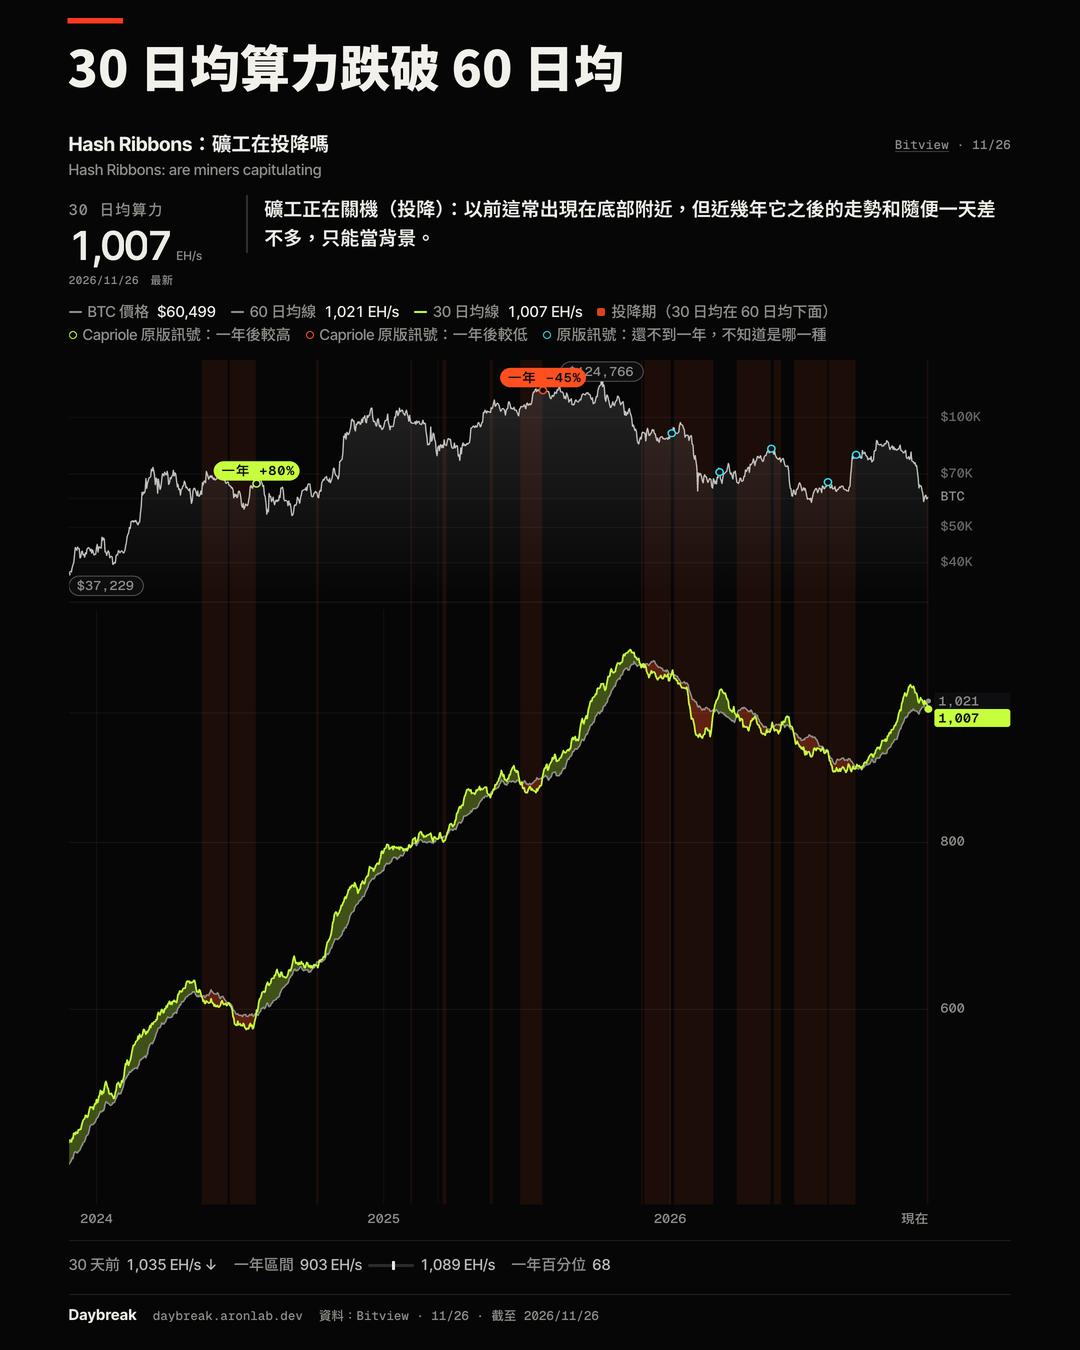 30 日均算力跌破 60 日均
Hash Ribbons：礦工在投降嗎
Bitview · 11/26
Hash Ribbons: are miners capitulating
30 日均算力
1,007 EH/s
2026/11/26 最新
礦工正在關機（投降）：以前這常出現在底部附近，但近幾年它之後的走勢和隨便一天差
不多，只能當背景。
BTC 價格 $60,499 60 日均線 1,021 EH/s 30 日均線 1,007 EH/s 投降期（30 日均在 60 日均下面）
Capriole 原版訊號：一年後較高 Capriole 原版訊號：一年後較低 原版訊號：還不到一年，不知道是哪一種
一年 -45%
24,766
一年 +80%
$37,229
$100K
$70K
BTC
$50K
$40K
1,021
1,007
800
600
2024 2025 2026 現在
30 天前 1,035 EH/s ↓ 一年區間 903 EH/s 1,089 EH/s 一年百分位 68
Daybreak daybreak.aronlab.dev 資料：Bitview · 11/26 · 截至 2026/11/26